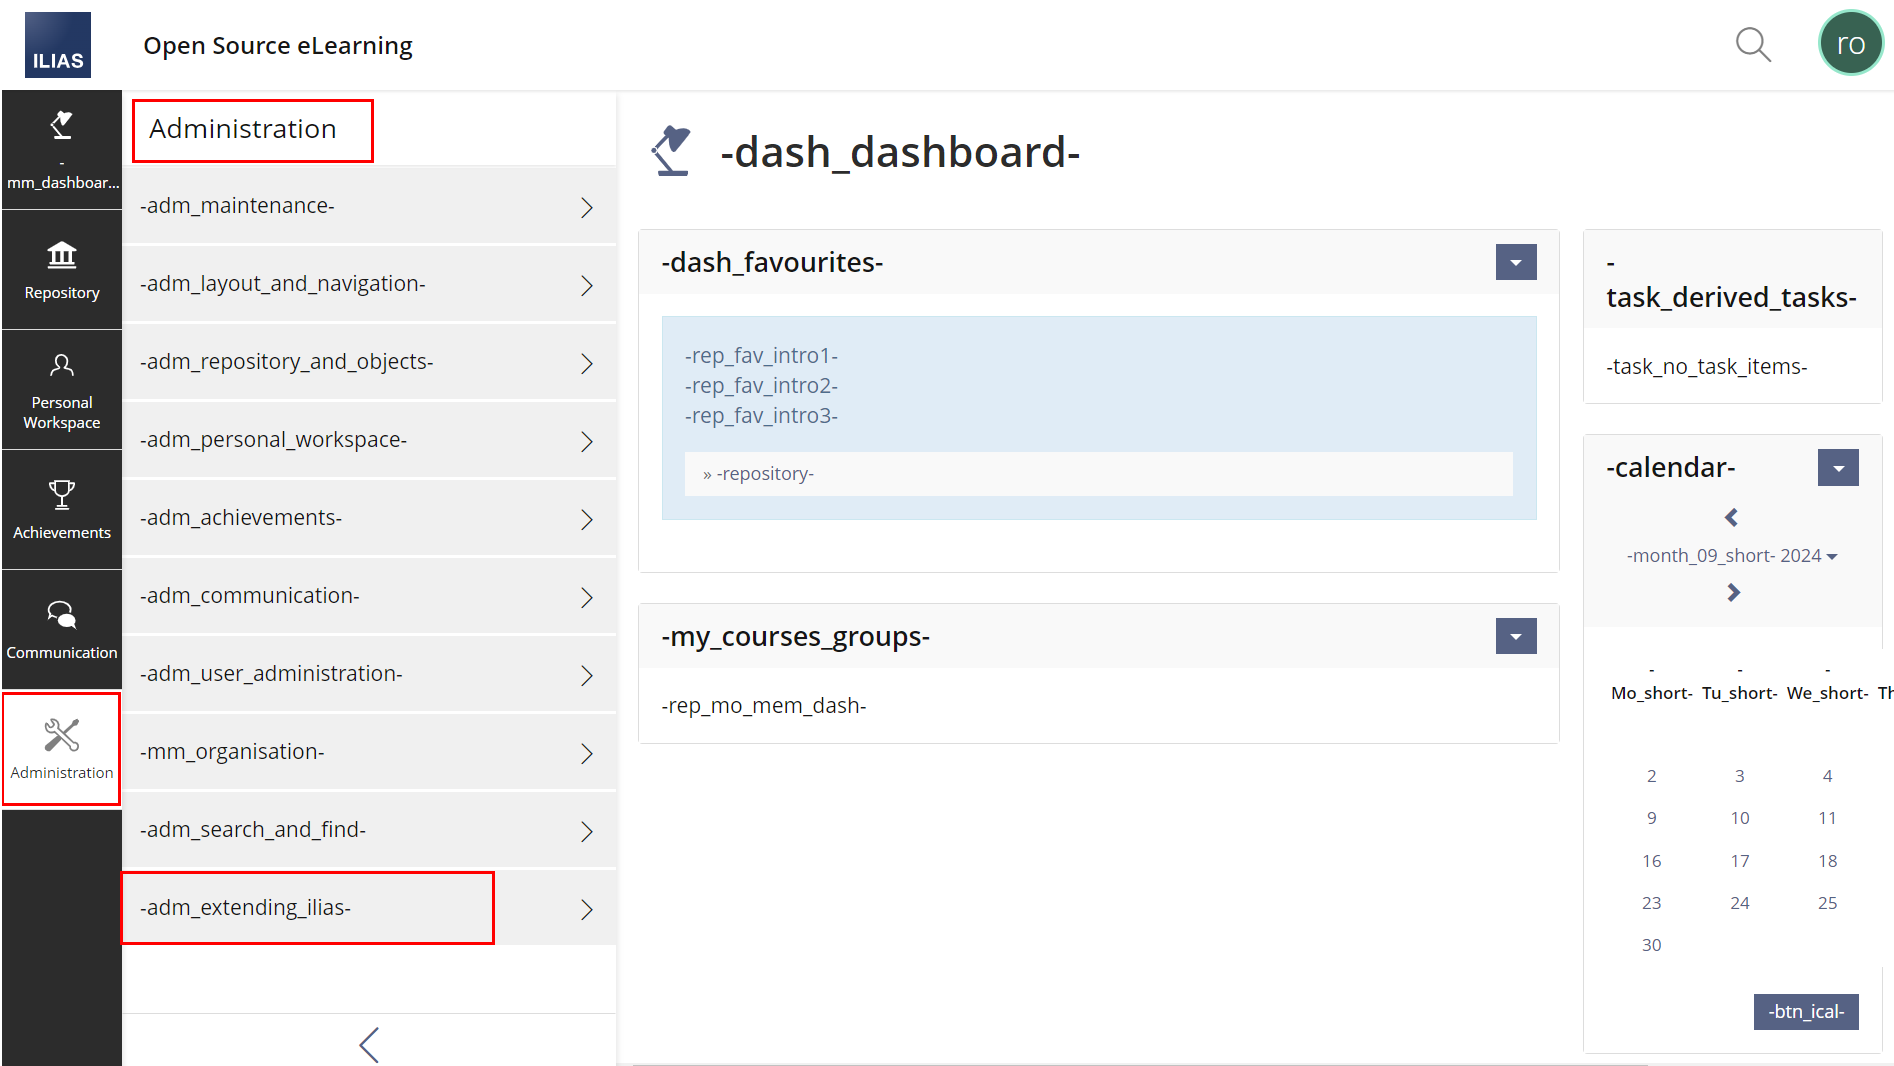 ILIAS
Open Source eLearning
ro
-
mm_dashboar...
Repository
Personal
Workspace
Achievements
Communication
Administration
Administration
-adm_maintenance-
-adm_layout_and_navigation-
-adm_repository_and_objects-
-adm_personal_workspace-
-adm_achievements-
-adm_communication-
-adm_user_administration-
-mm_organisation-
-adm_search_and_find-
-adm_extending_ilias-
-dash_dashboard-
-dash_favourites-
-rep_fav_intro1-
-rep_fav_intro2-
-rep_fav_intro3-
» -repository-
-my_courses_groups-
-rep_mo_mem_dash-
-
task_derived_tasks-
-task_no_task_items-
-calendar-
-month_09_short- 2024
- - -
Mo_short- Tu_short- We_short- Th
2 3 4
9 10 11
16 17 18
23 24 25
30
-btn_ical-